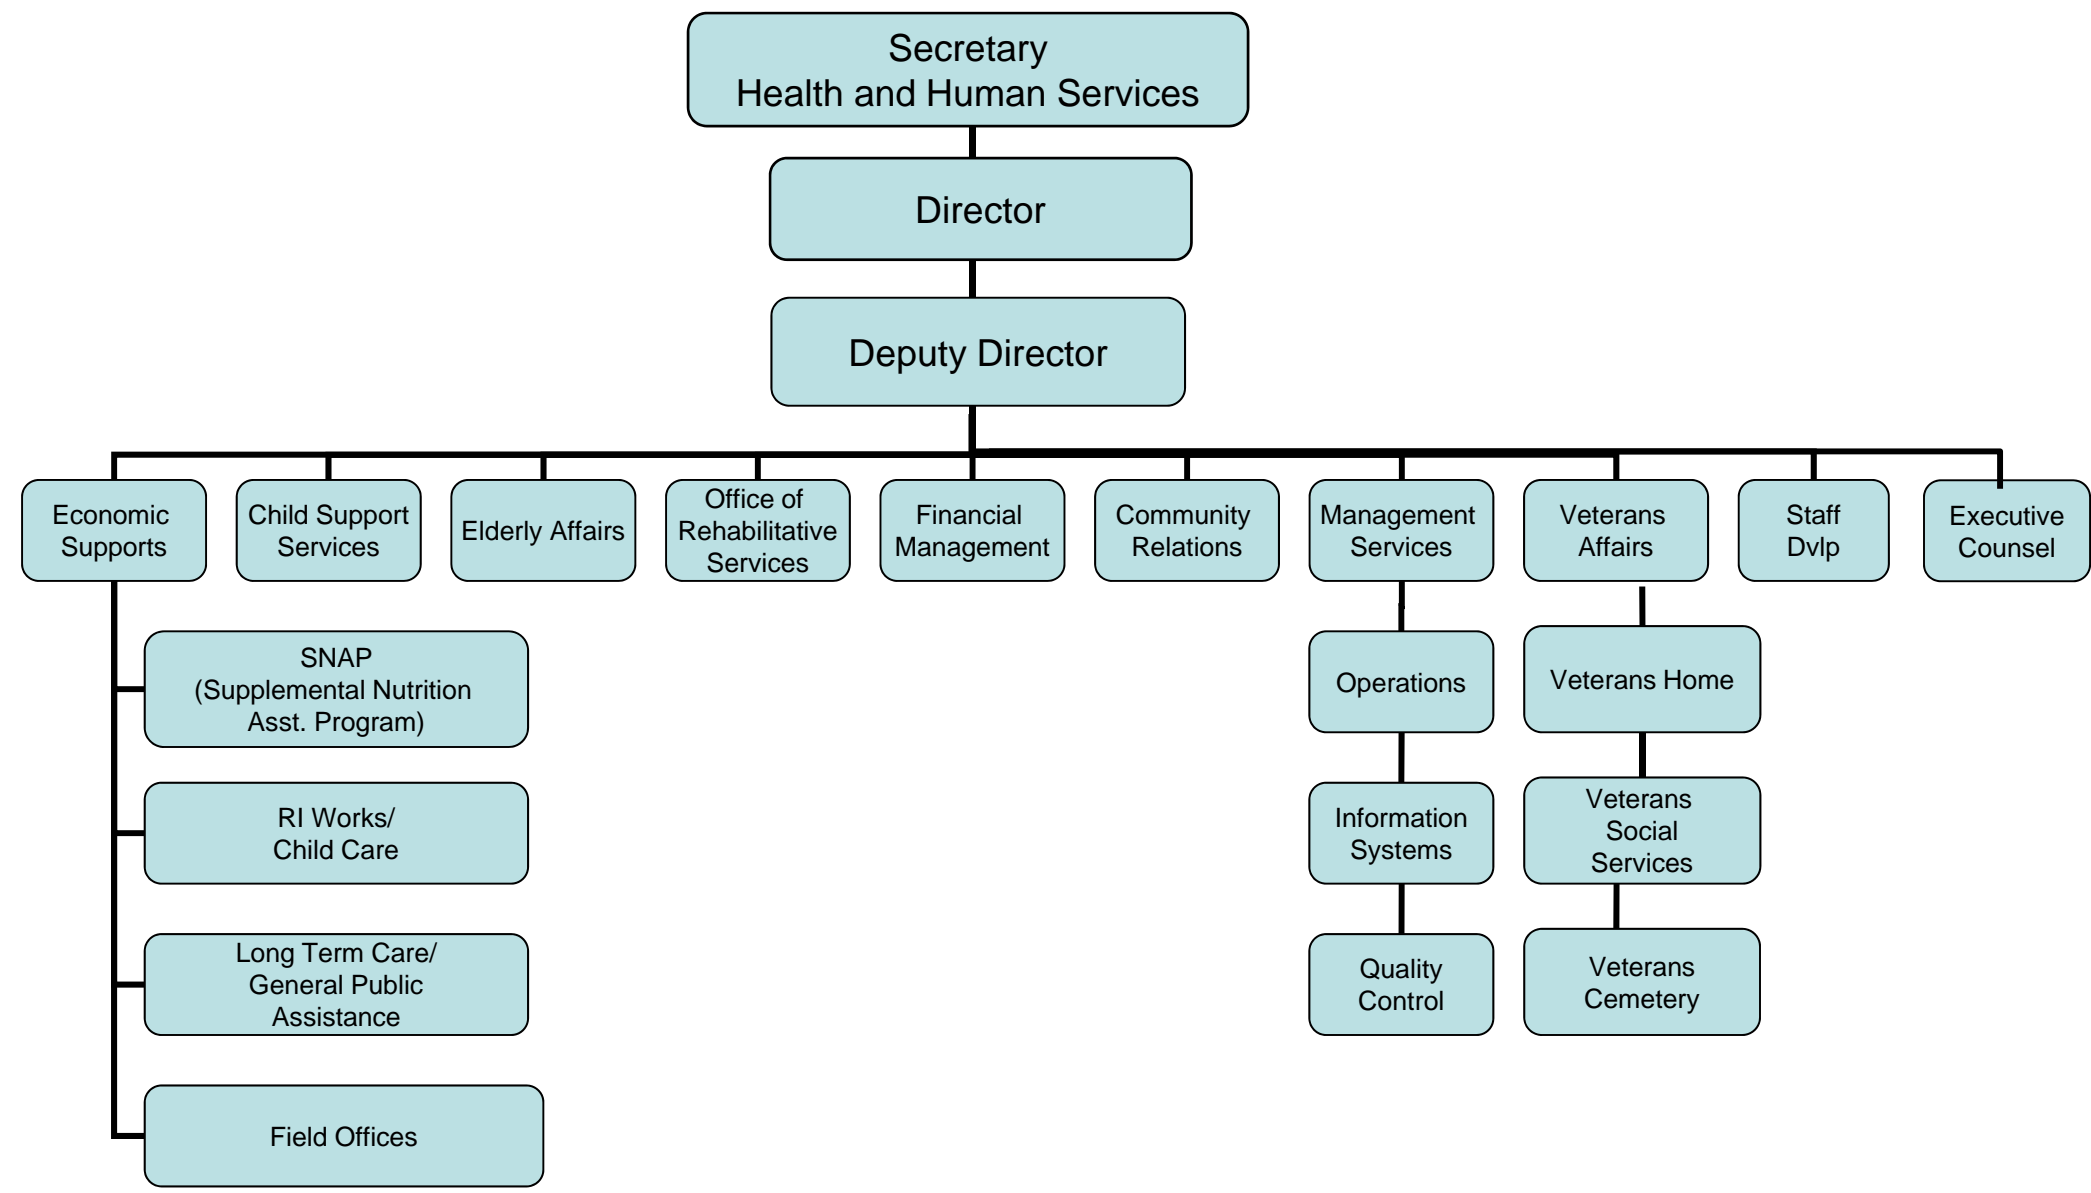 Secretary
Health and Human Services
Director
Deputy Director
Economic
Supports
Child Support
Services
Elderly Affairs
Office of
Rehabilitative
Services
Financial
Management
Community
Relations
Management
Services
Veterans
Affairs
Staff
Dvlp
Executive
Counsel
SNAP
(Supplemental Nutrition
Asst. Program)
RI Works/
Child Care
Long Term Care/
General Public
Assistance
Field Offices
Operations
Information
Systems
Quality
Control
Veterans Home
Veterans
Social
Services
Veterans
Cemetery